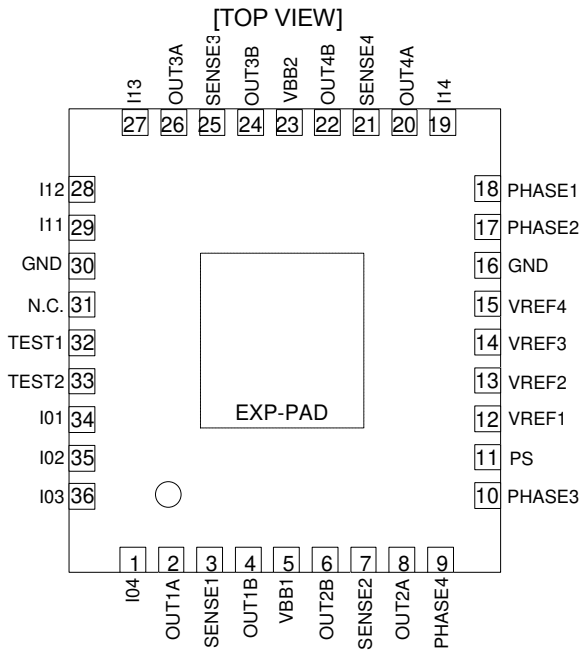 [TOP VIEW]
I13 OUT3A SENSE3 OUT3B VBB2 OUT4B SENSE4 OUT4A I14
27 26 25 24 23 22 21 20 19
I12 28 18 PHASE1
I11 29 17 PHASE2
GND 30 16 GND
N.C. 31 15 VREF4
TEST1 32 14 VREF3
TEST2 33 13 VREF2
I01 34 EXP-PAD 12 VREF1
I02 35 11 PS
I03 36 10 PHASE3
1 2 3 4 5 6 7 8 9
I04 OUT1A SENSE1 OUT1B VBB1 OUT2B SENSE2 OUT2A PHASE4